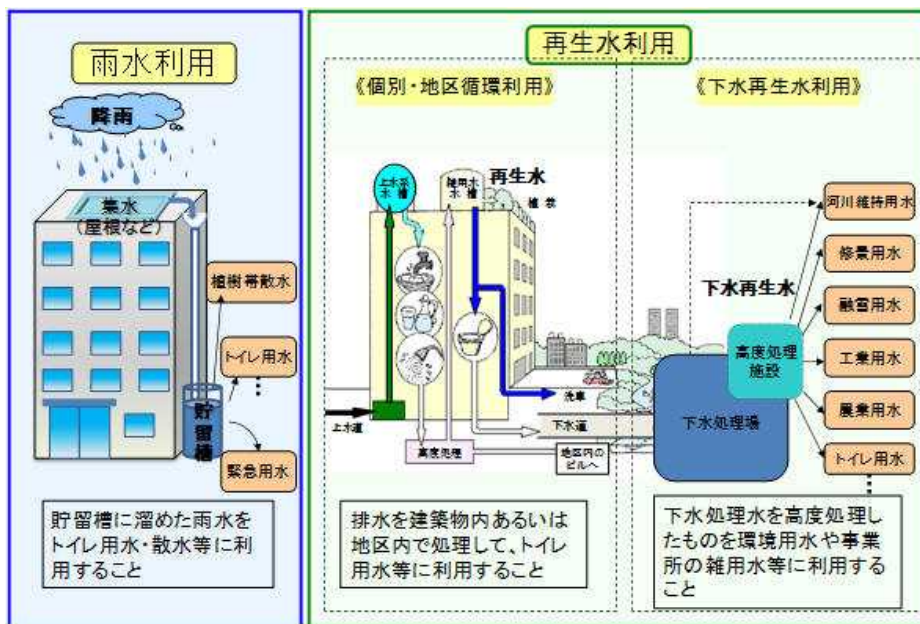 雨水利用
降雨
集水
(屋根など)
植樹帯散水
トイレ用水
貯留槽
緊急用水
貯留槽に溜めた雨水を
トイレ用水・散水等に利
用すること
再生水利用
《個別・地区循環利用》
上水系
水槽
雑用水
水槽
再生水
植栽
洗車
上水道
下水道
高度処理
地区内の
ビルへ
排水を建築物内あるいは
地区内で処理して、トイレ
用水等に利用すること
《下水再生水利用》
下水再生水
高度処理
施設
下水処理場
河川維持用水
修景用水
融雪用水
工業用水
農業用水
トイレ用水
下水処理水を高度処理し
たものを環境用水や事業
所の雑用水等に利用する
こと